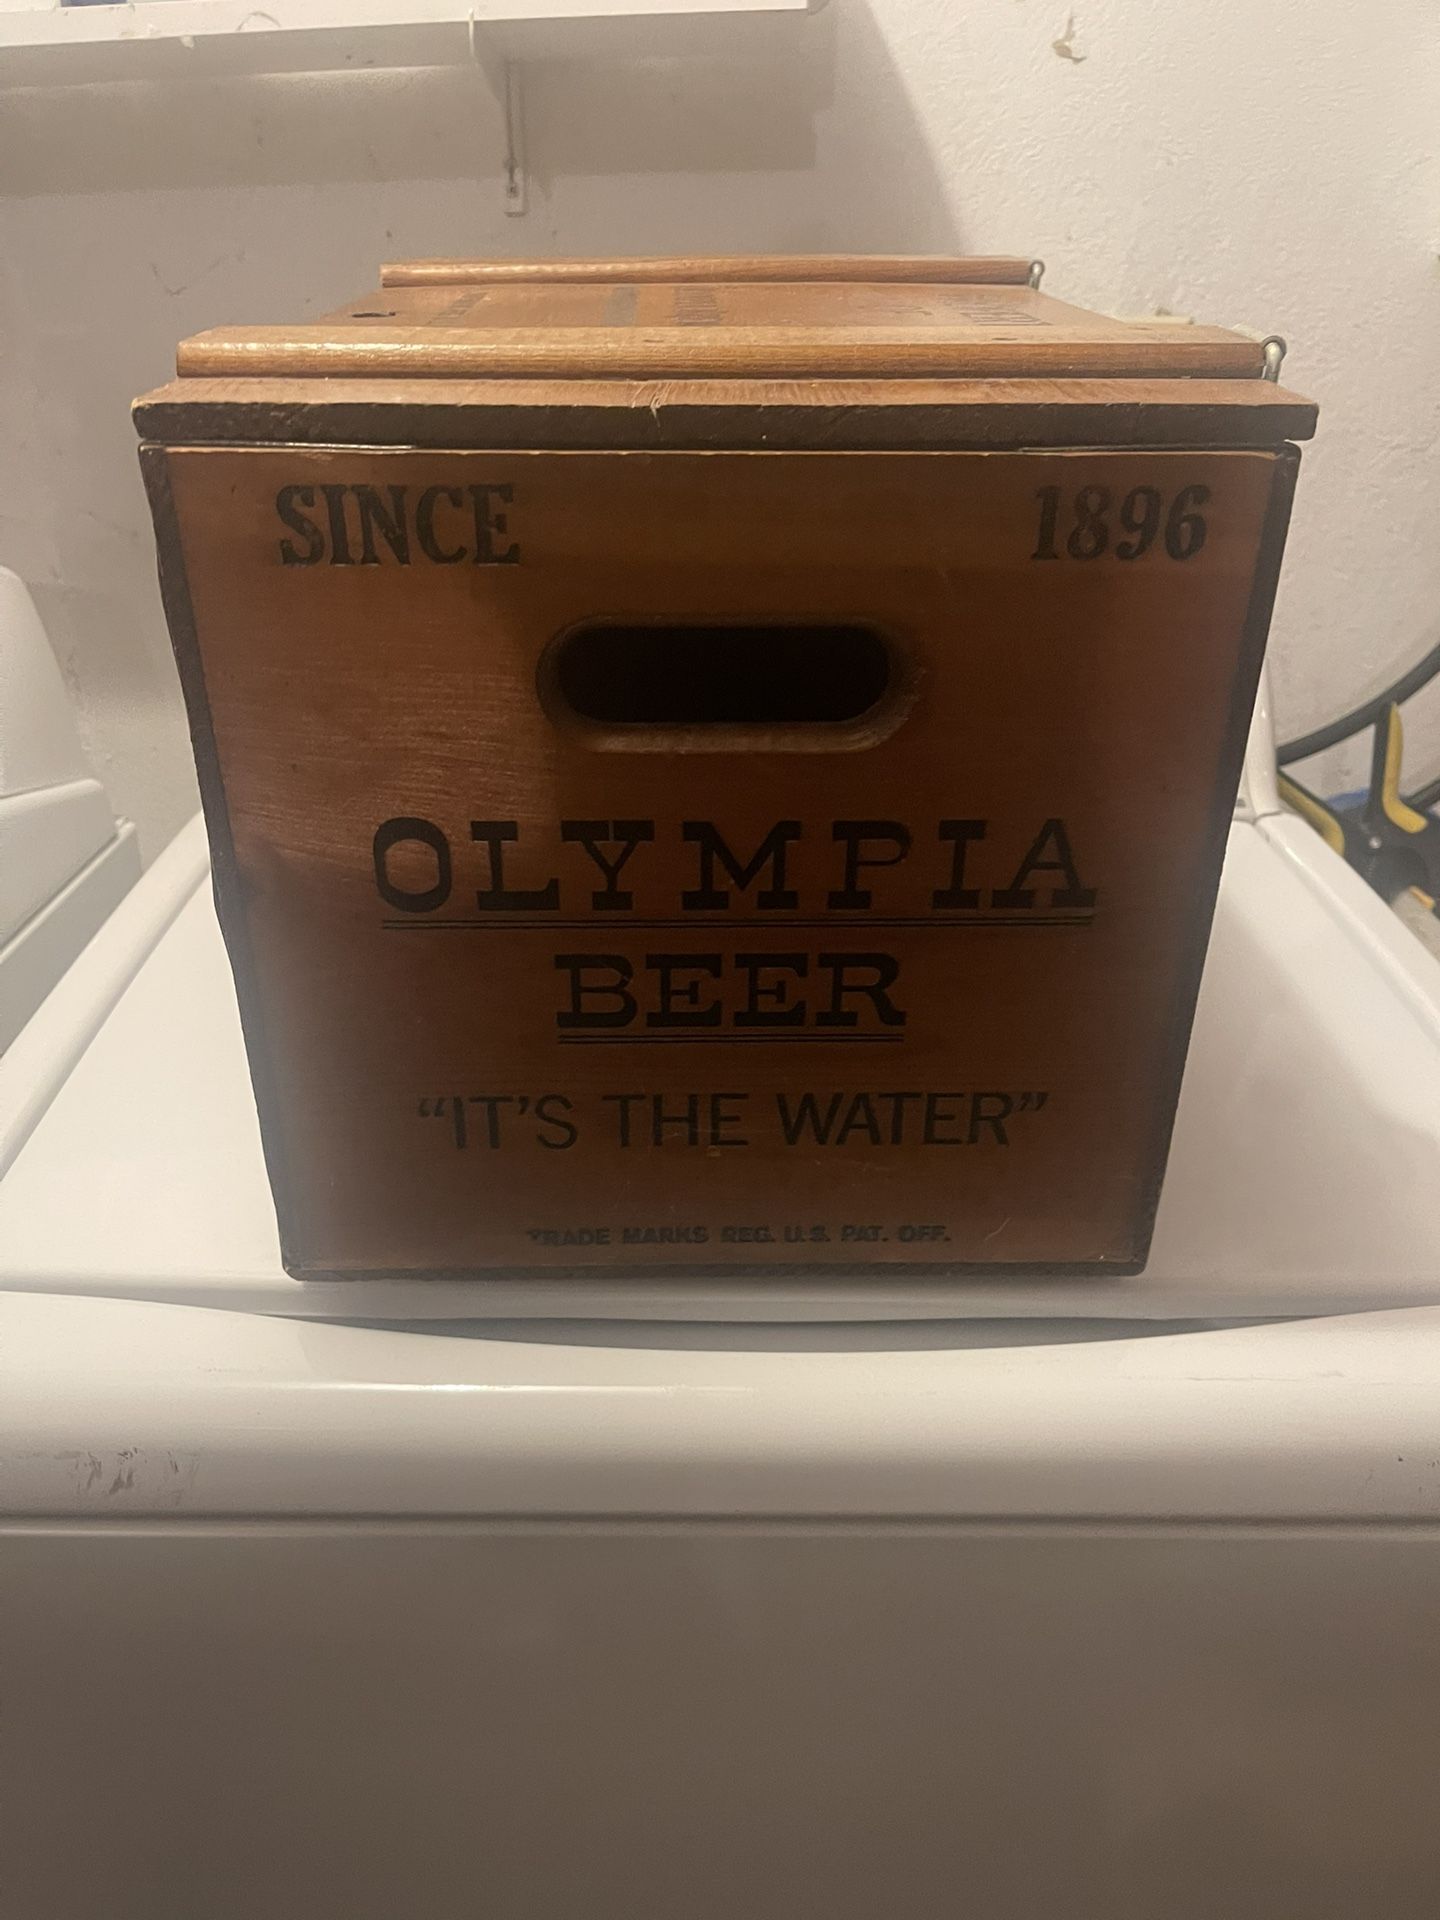 SINCE 1896
OLYMPIA
BEER
“IT’S THE WATER”
TRADE MARKS REG. U.S. PAT. OFF.